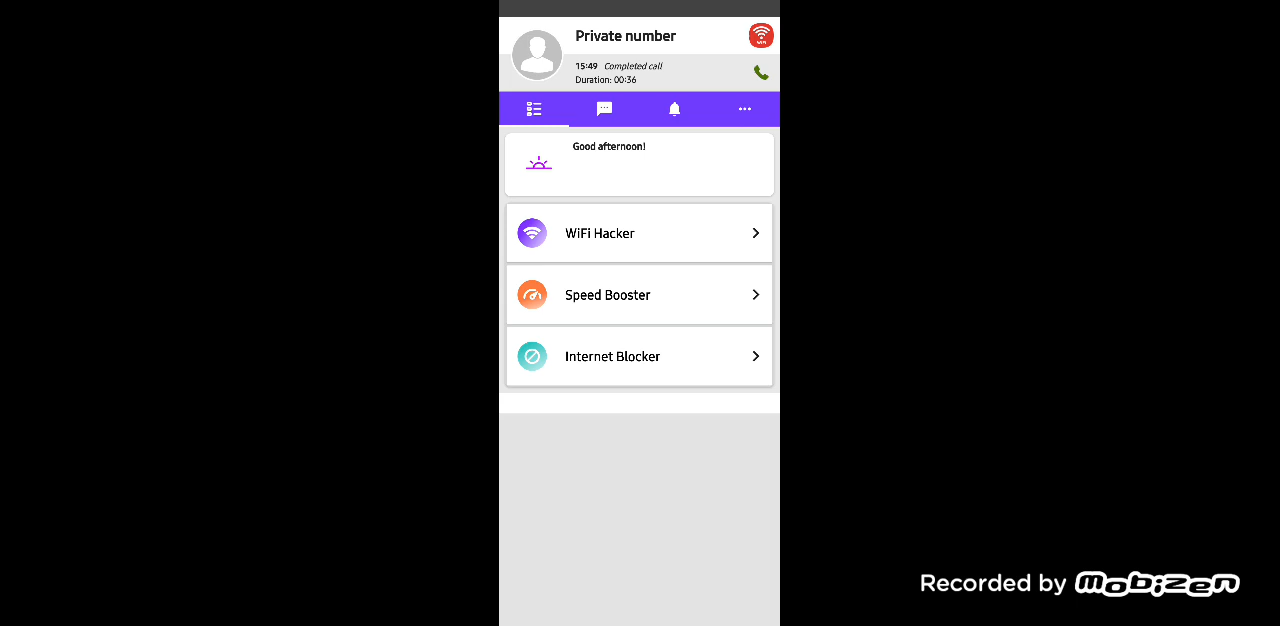 Private number
WiFi
15:49 Completed call
Duration: 00:36
Good afternoon!
WiFi Hacker
Speed Booster
Internet Blocker
Recorded by Mobizen